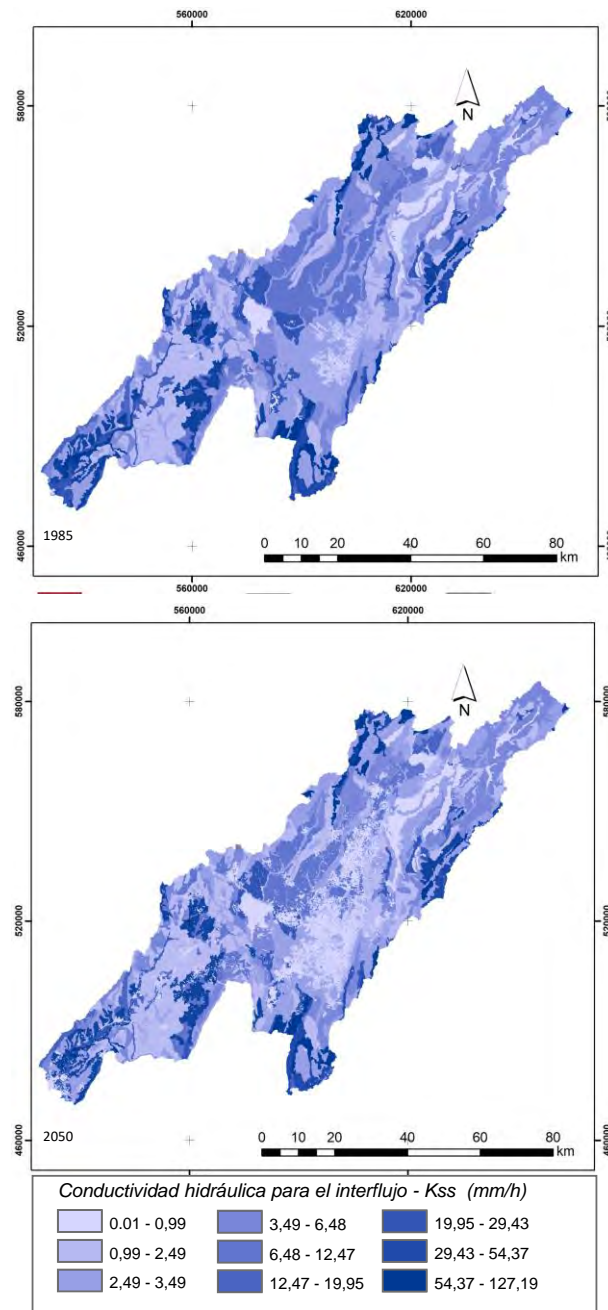 560000 620000
580000
N
520000
1985
460000
0 10 20 40 60 80
km
560000 620000
560000 620000
580000 580000
N
520000 520000
2050
460000 460000
0 10 20 40 60 80
km
Conductividad hidráulica para el interflujo - Kss (mm/h)
0.01 - 0,99 3,49 - 6,48 19,95 - 29,43
0,99 - 2,49 6,48 - 12,47 29,43 - 54,37
2,49 - 3,49 12,47 - 19,95 54,37 - 127,19